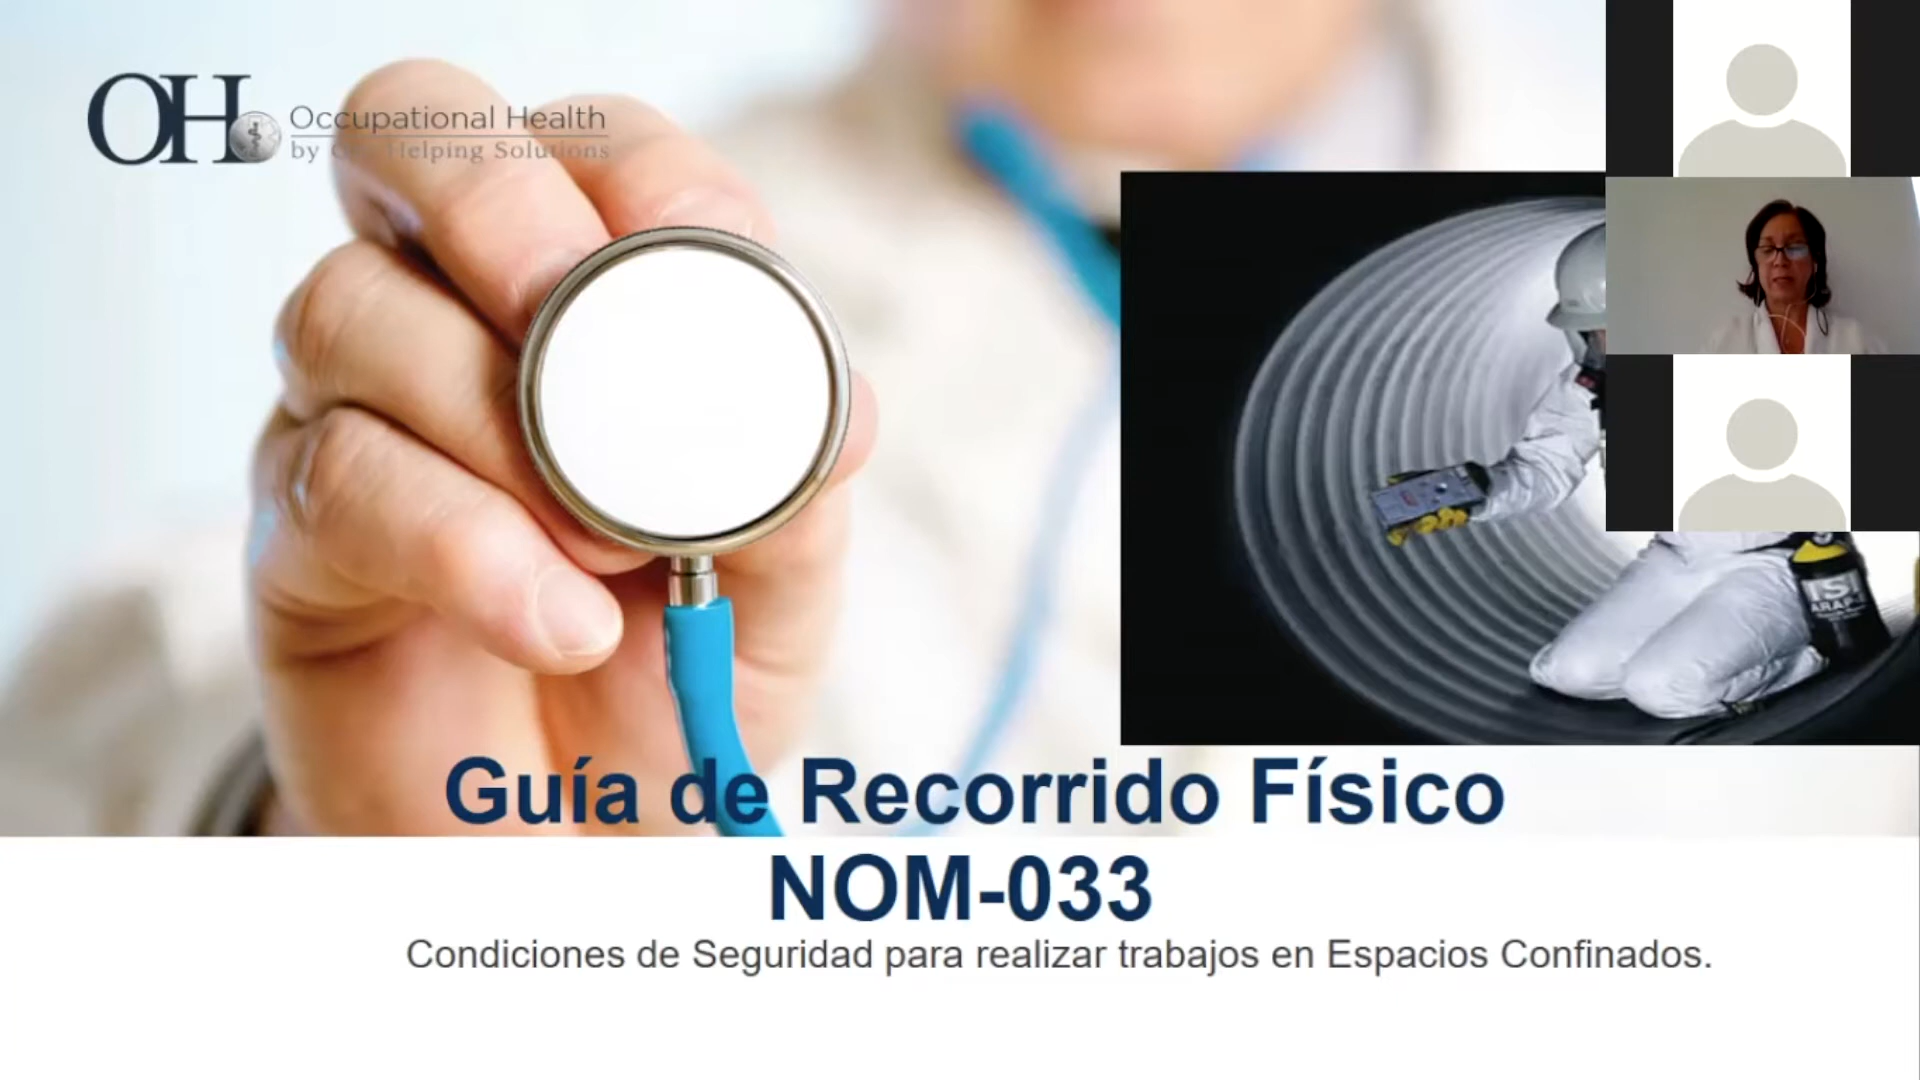 OH
Occupational Health
by Helping Solutions
Guía de Recorrido Físico
NOM-033
Condiciones de Seguridad para realizar trabajos en Espacios Confinados.